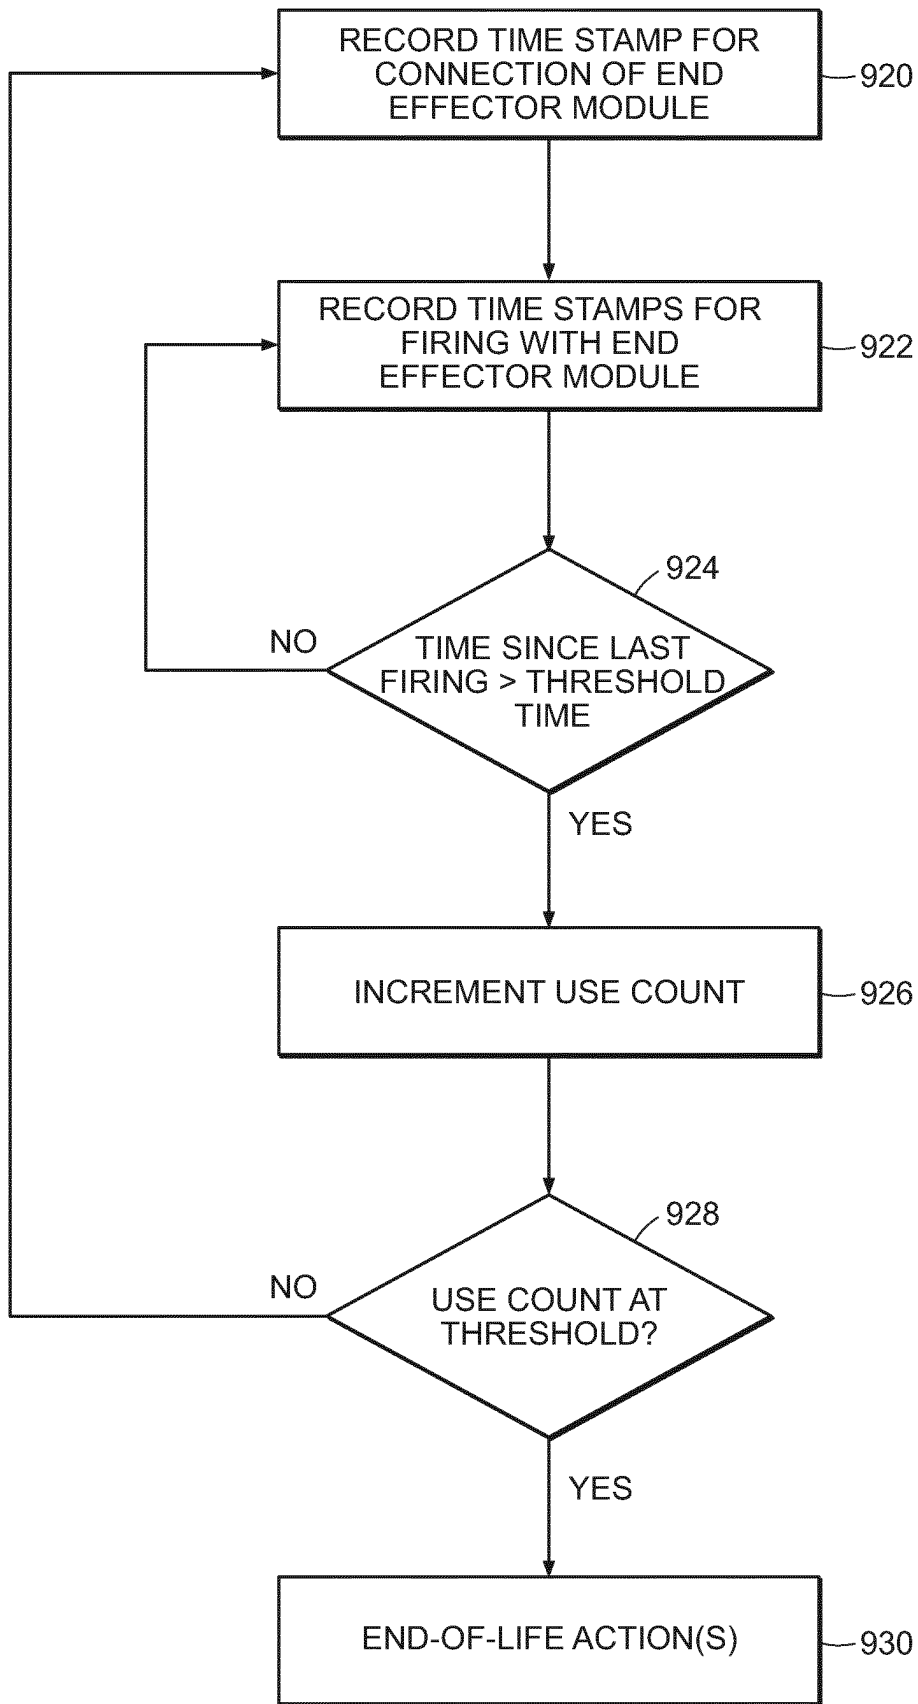 RECORD TIME STAMP FOR
CONNECTION OF END
EFFECTOR MODULE
920
RECORD TIME STAMPS FOR
FIRING WITH END
EFFECTOR MODULE
922
924
NO
TIME SINCE LAST
FIRING > THRESHOLD
TIME
YES
INCREMENT USE COUNT
926
928
NO
USE COUNT AT
THRESHOLD?
YES
END-OF-LIFE ACTION(S)
930